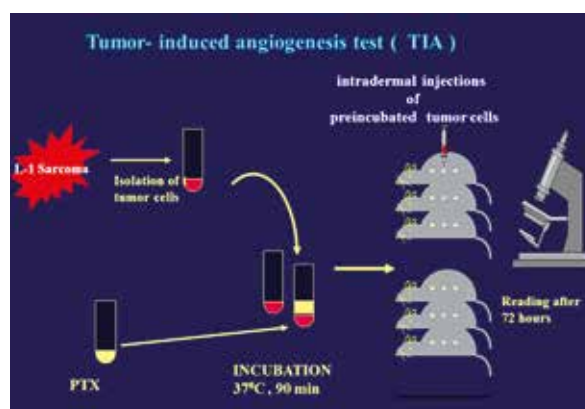 Tumor- induced angiogenesis test ( TIA )
intradermal injections
of
preincubated tumor cells
L-1 Sarcoma
Isolation of
tumor cells
Reading after
72 hours
INCUBATION
37⁰C , 90 min
PTX